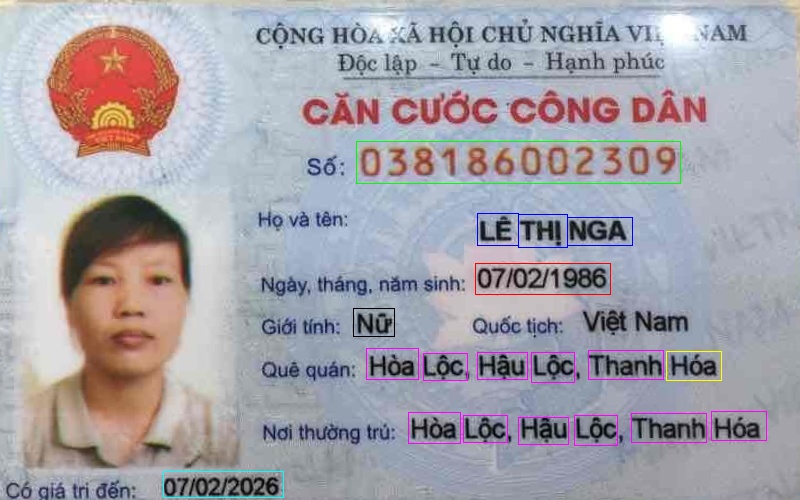 CỘNG HÒA XÃ HỘI CHỦ NGHĨA VIỆT NAM
Độc lập - Tự do - Hạnh phúc
CĂN CƯỚC CÔNG DÂN
Số: 038186002309
Họ và tên: LÊ THỊ NGA
Ngày, tháng, năm sinh: 07/02/1986
Giới tính: Nữ Quốc tịch: Việt Nam
Quê quán: Hòa Lộc, Hậu Lộc, Thanh Hóa
Nơi thường trú: Hòa Lộc, Hậu Lộc, Thanh Hóa
Có giá trị đến: 07/02/2026